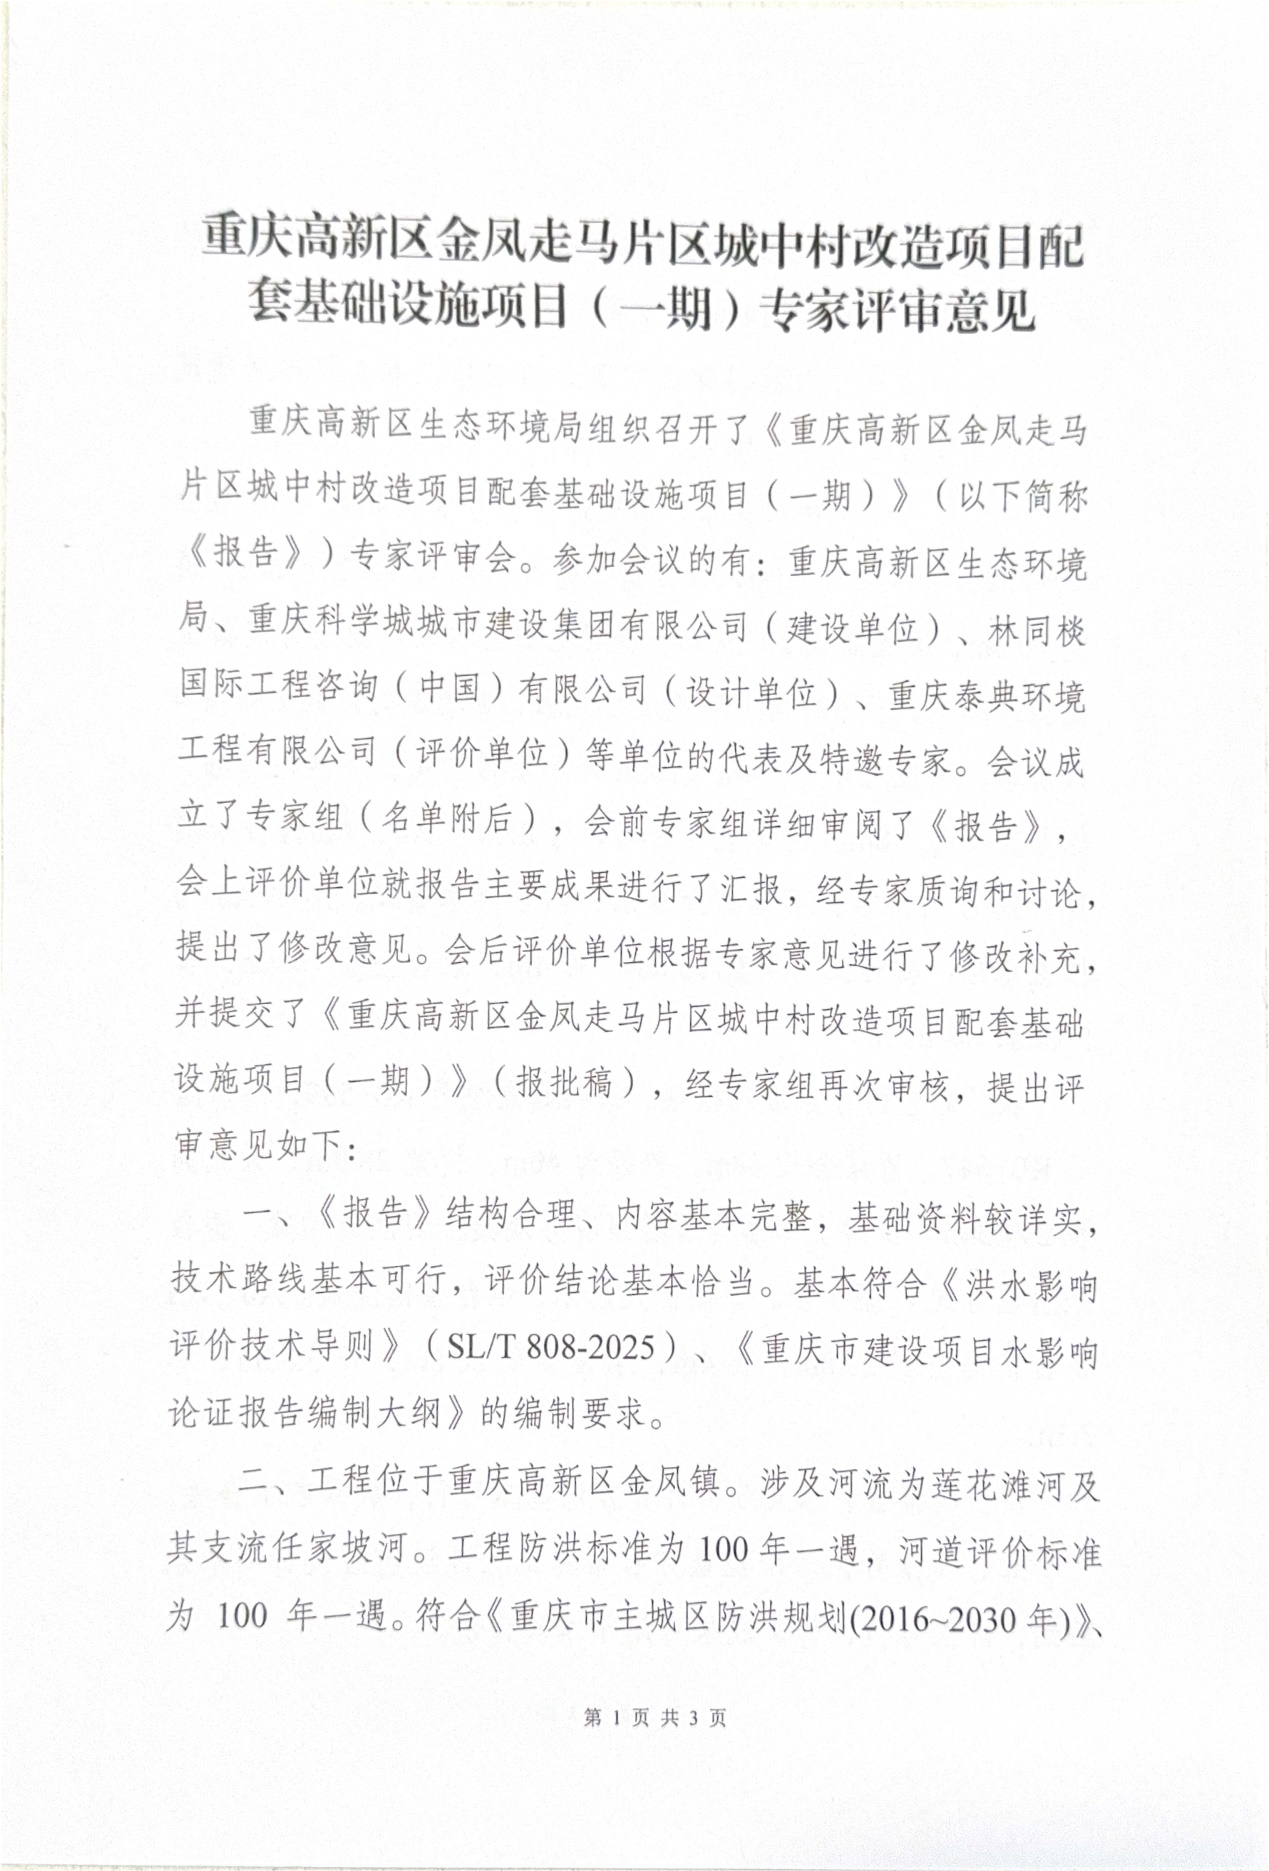 重庆高新区金凤走马片区城中村改造项目配
套基础设施项目（一期）专家评审意见
重庆高新区生态环境局组织召开了《重庆高新区金凤走马
片区城中村改造项目配套基础设施项目（一期）》（以下简称
《报告》）专家评审会。参加会议的有：重庆高新区生态环境
局、重庆科学城城市建设集团有限公司（建设单位）、林同棪
国际工程咨询（中国）有限公司（设计单位）、重庆泰典环境
工程有限公司（评价单位）等单位的代表及特邀专家。会议成
立了专家组（名单附后），会前专家组详细审阅了《报告》，
会上评价单位就报告主要成果进行了汇报，经专家质询和讨论，
提出了修改意见。会后评价单位根据专家意见进行了修改补充，
并提交了《重庆高新区金凤走马片区城中村改造项目配套基础
设施项目（一期）》（报批稿），经专家组再次审核，提出评
审意见如下：
一、《报告》结构合理、内容基本完整，基础资料较详实，
技术路线基本可行，评价结论基本恰当。基本符合《洪水影响
评价技术导则》（SL/T 808-2025）、《重庆市建设项目水影响
论证报告编制大纲》的编制要求。
二、工程位于重庆高新区金凤镇。涉及河流为莲花滩河及
其支流任家坡河。工程防洪标准为 100 年一遇，河道评价标准
为 100 年一遇。符合《重庆市主城区防洪规划(2016~2030 年)》、
第 1 页 共 3 页